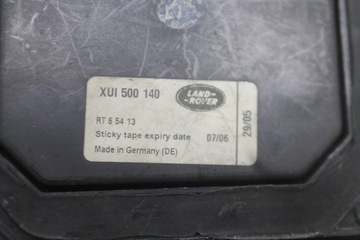 XUI 500 140
LAND-
ROVER
RT 6 54 13
Sticky tape expiry date 07/06
29/05
Made in Germany (DE)